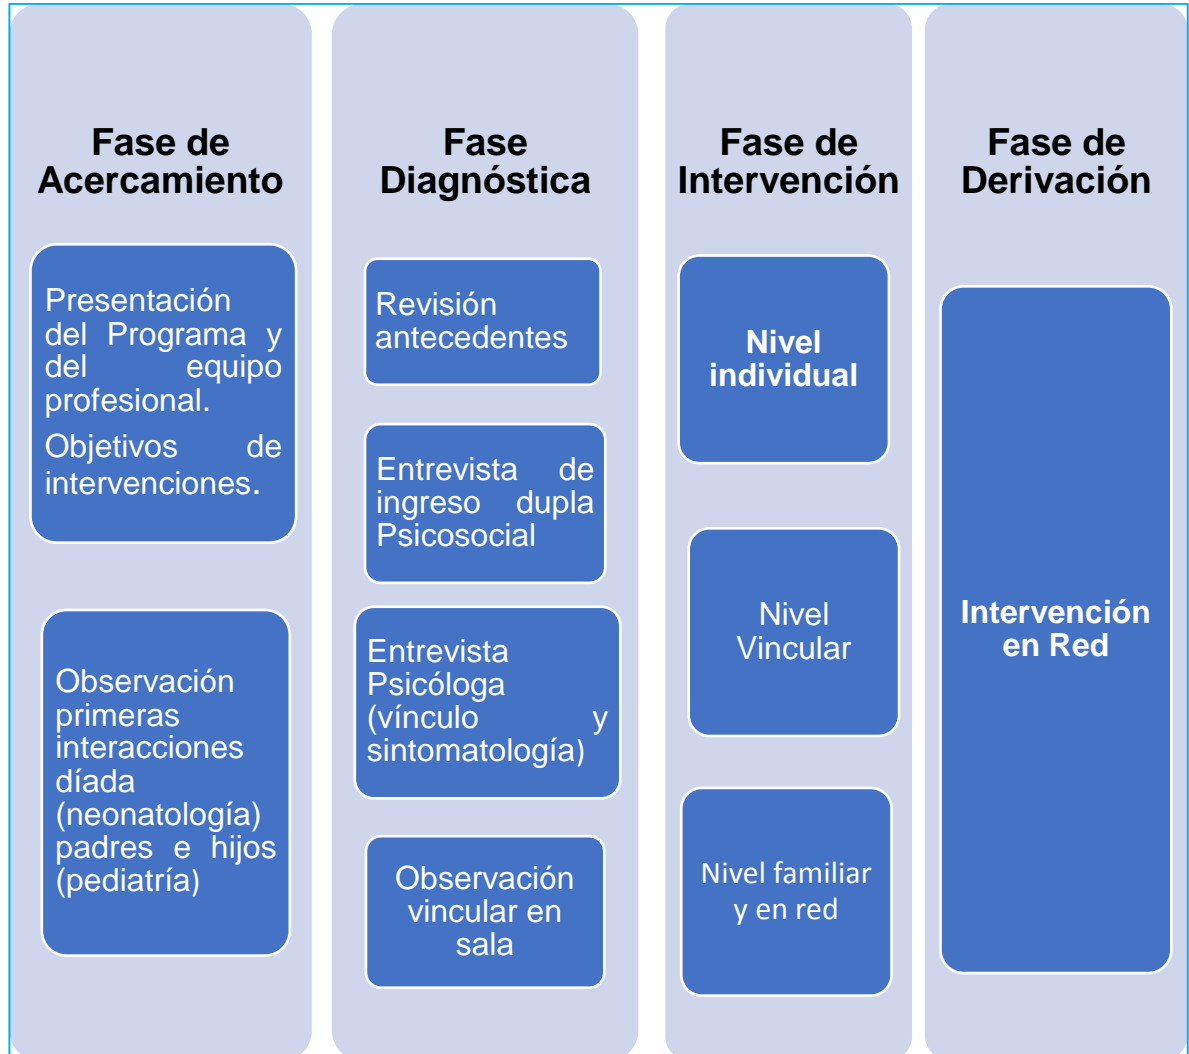 Fase de
Acercamiento
Presentación
del Programa y
del equipo
profesional.
Objetivos de
intervenciones.
Observación
primeras
interacciones
díada
(neonatología)
padres e hijos
(pediatría)
Fase
Diagnóstica
Revisión
antecedentes
Entrevista de
ingreso dupla
Psicosocial
Entrevista
Psicóloga
(vínculo y
sintomatología)
Observación
vincular en
sala
Fase de
Intervención
Nivel
individual
Nivel
Vincular
Nivel familiar
y en red
Fase de
Derivación
Intervención
en Red